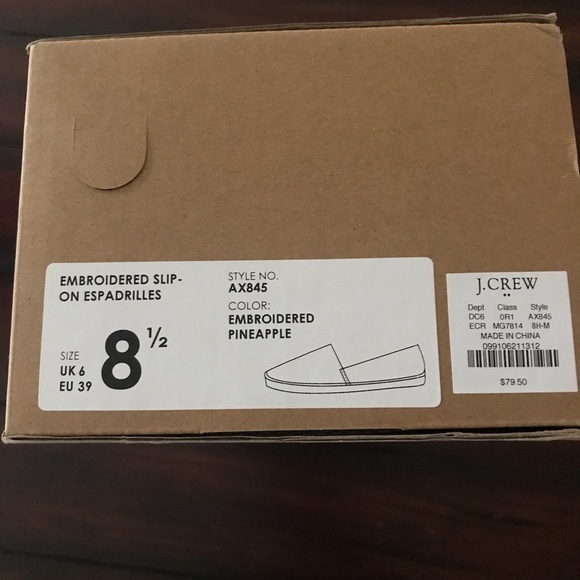 EMBROIDERED SLIP-
ON ESPADRILLES
SIZE
UK 6
EU 39
8 ½
STYLE NO.
AX845
COLOR:
EMBROIDERED
PINEAPPLE
J.CREW
Dept Class Style
DC6 0R1 AX845
ECR MG7814 8H-M
MADE IN CHINA
099106211312
$79.50